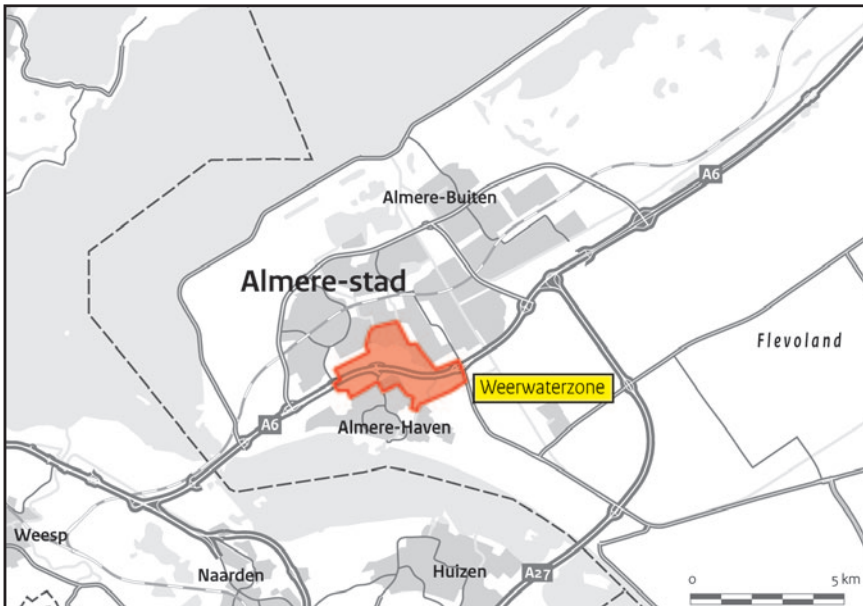 A6
Almere-Buiten
Almere-stad
Flevoland
Weerwaterzone
A6
Almere-Haven
Weesp
Naarden
Huizen
A27
0 5 km